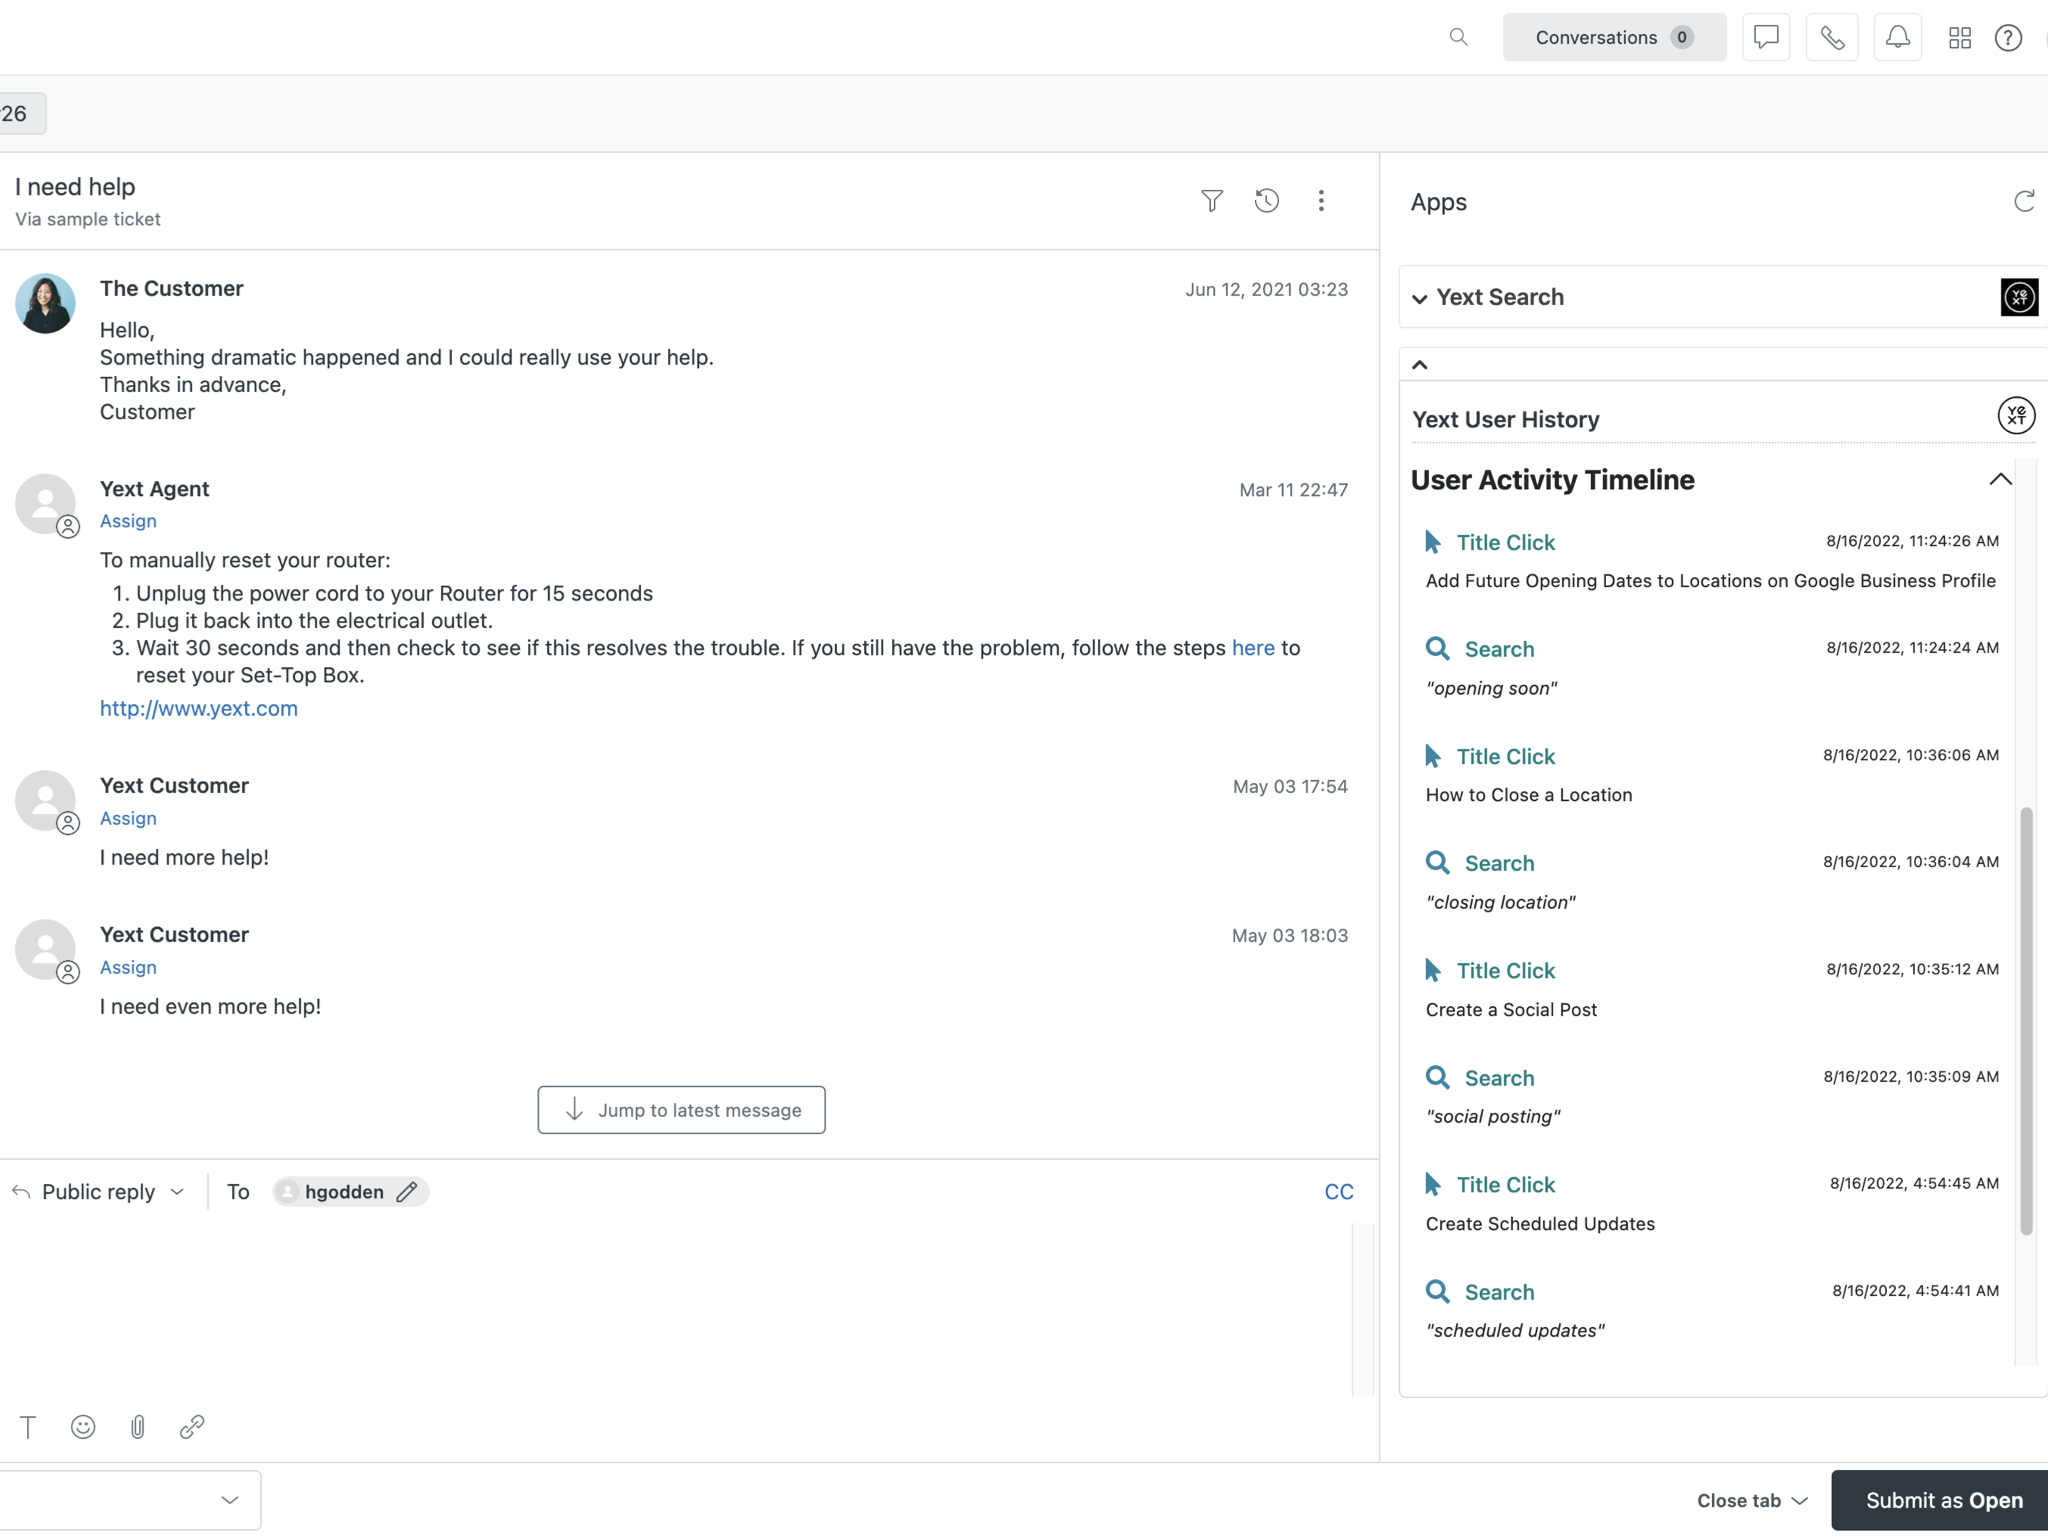 Conversations 0
26
I need help
Via sample ticket
The Customer
Jun 12, 2021 03:23
Hello,
Something dramatic happened and I could really use your help.
Thanks in advance,
Customer
Yext Agent
Mar 11 22:47
Assign
To manually reset your router:
1. Unplug the power cord to your Router for 15 seconds
2. Plug it back into the electrical outlet.
3. Wait 30 seconds and then check to see if this resolves the trouble. If you still have the problem, follow the steps here to
reset your Set-Top Box.
http://www.yext.com
Yext Customer
May 03 17:54
Assign
I need more help!
Yext Customer
May 03 18:03
Assign
I need even more help!
Jump to latest message
Public reply
To
hgodden
CC
Apps
Yext Search
YEXT
Yext User History
YEXT
User Activity Timeline
Title Click
8/16/2022, 11:24:26 AM
Add Future Opening Dates to Locations on Google Business Profile
Search
8/16/2022, 11:24:24 AM
"opening soon"
Title Click
8/16/2022, 10:36:06 AM
How to Close a Location
Search
8/16/2022, 10:36:04 AM
"closing location"
Title Click
8/16/2022, 10:35:12 AM
Create a Social Post
Search
8/16/2022, 10:35:09 AM
"social posting"
Title Click
8/16/2022, 4:54:45 AM
Create Scheduled Updates
Search
8/16/2022, 4:54:41 AM
"scheduled updates"
Close tab
Submit as Open